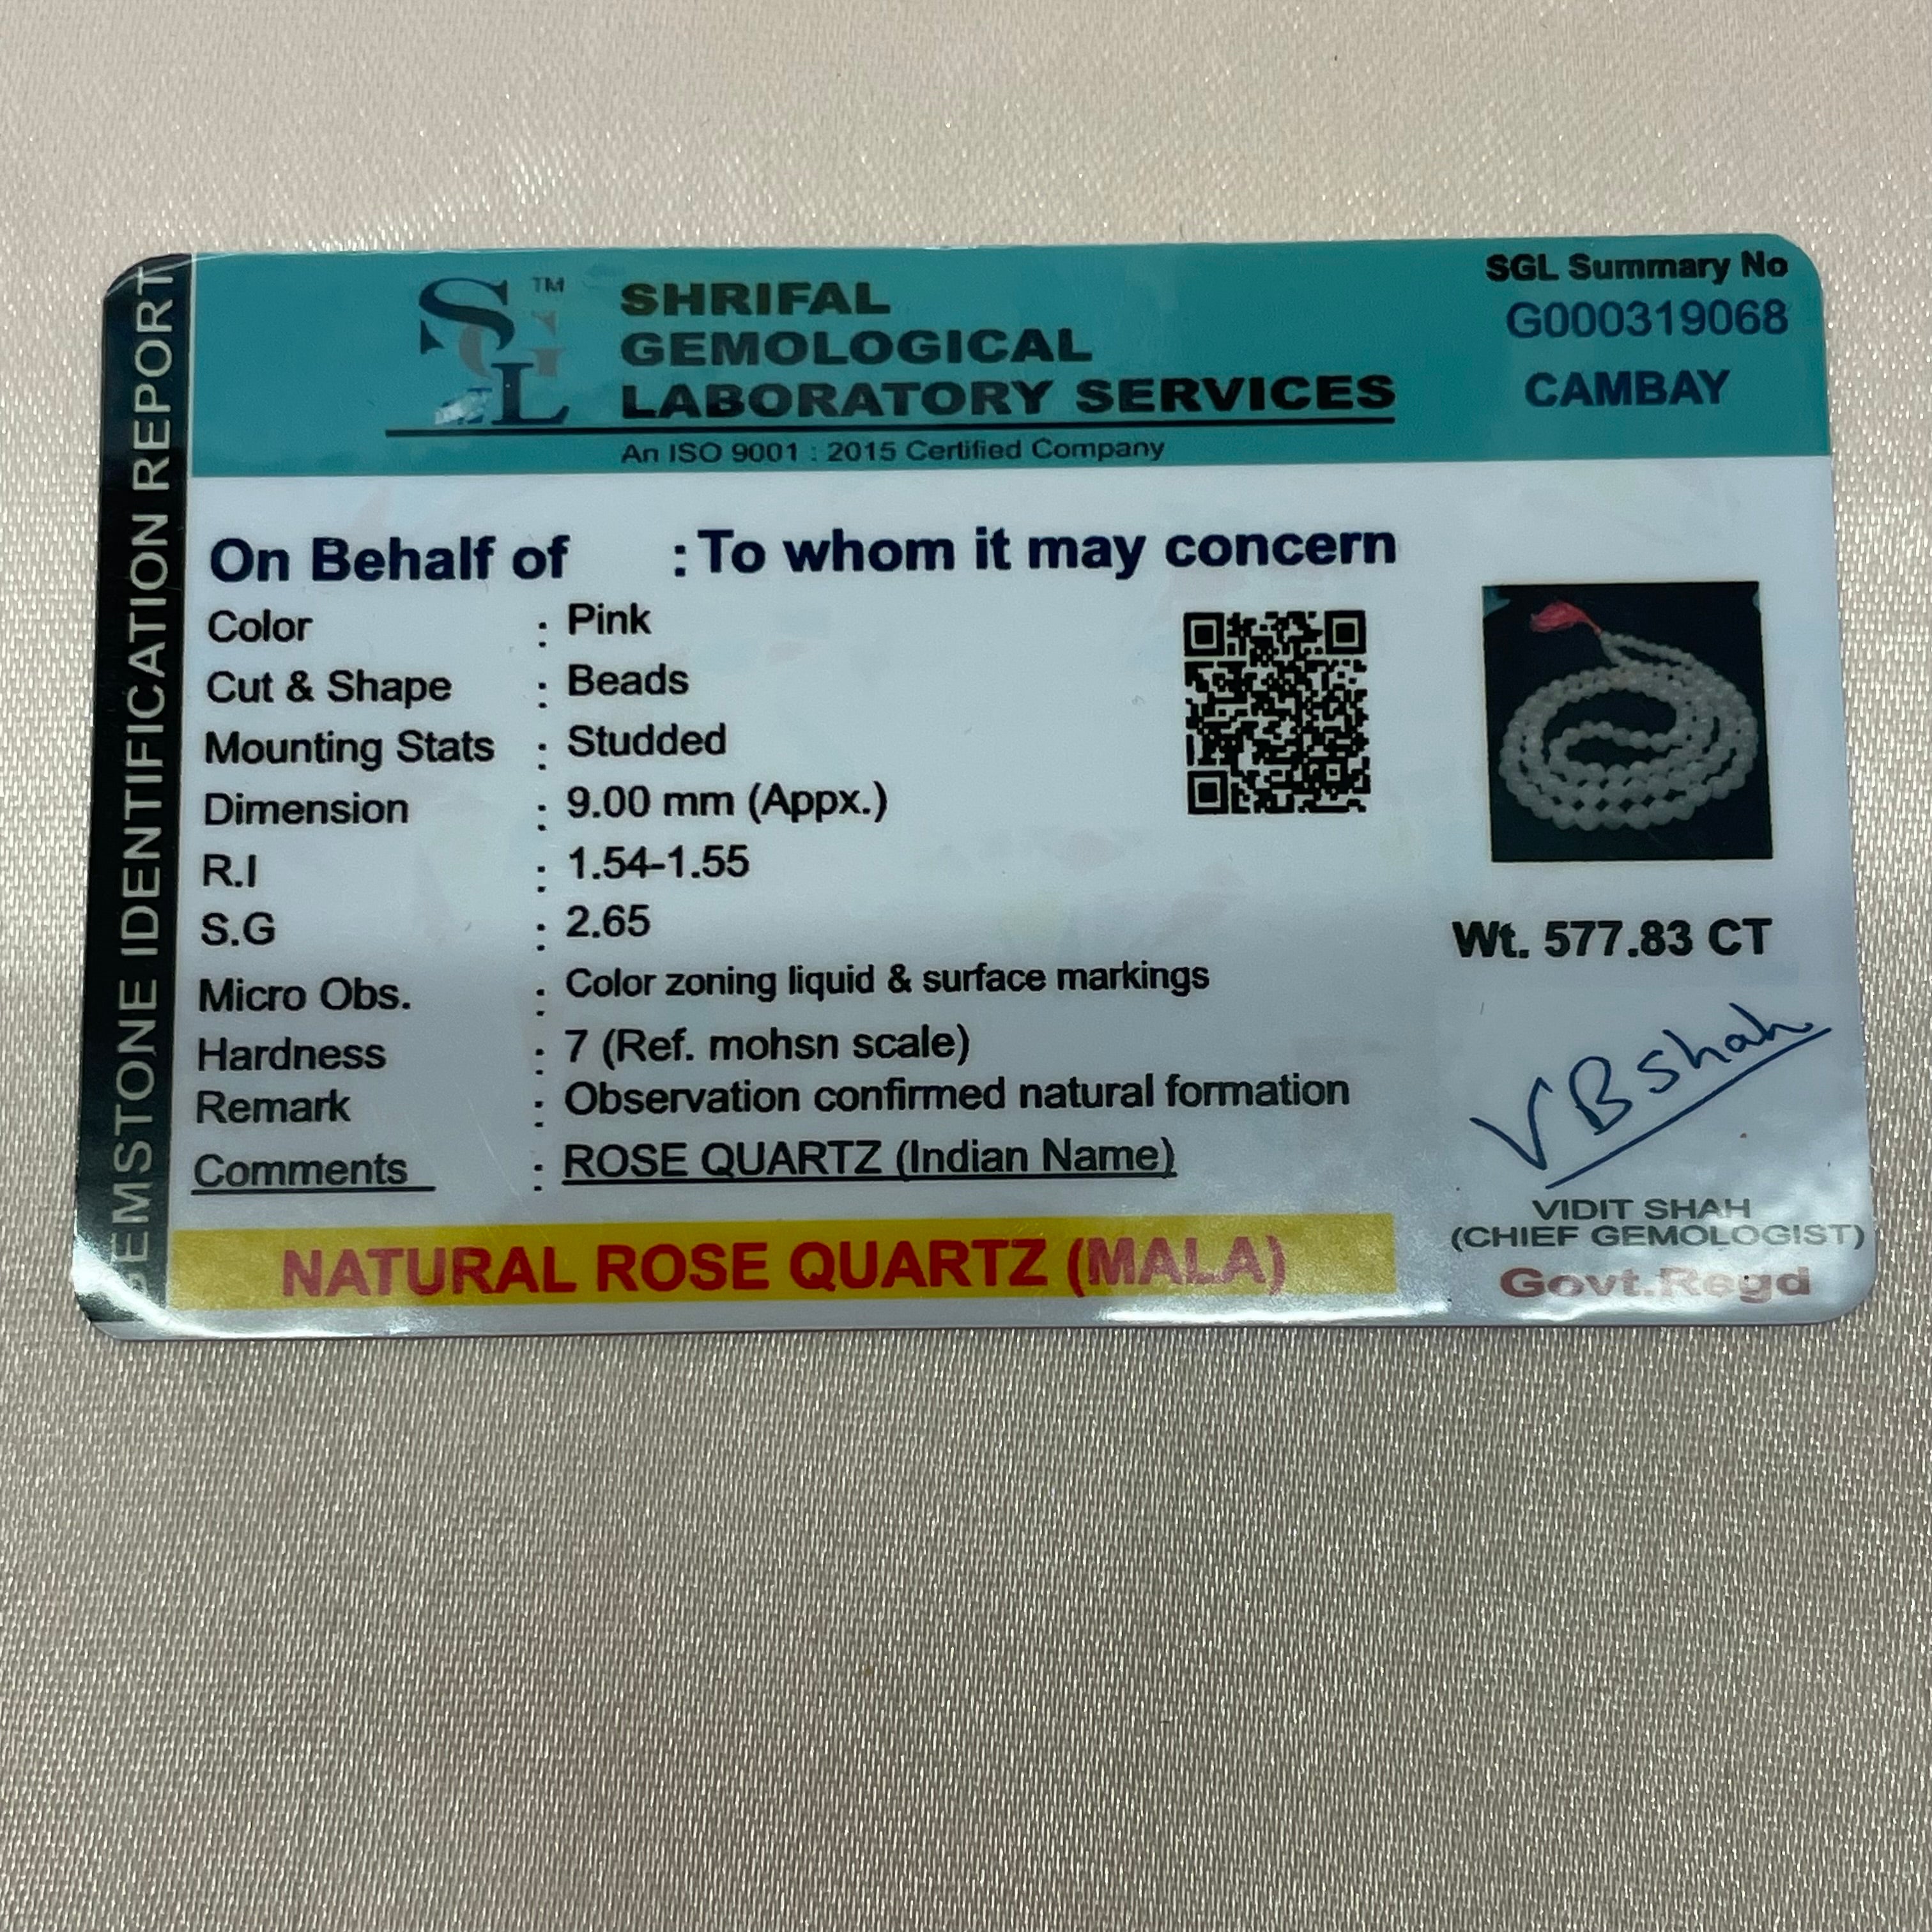 GEMSTONE IDENTIFICATION REPORT
SGL
TM
SHRIFAL
GEMOLOGICAL
LABORATORY SERVICES
An ISO 9001 : 2015 Certified Company
SGL Summary No
G000319068
CAMBAY
On Behalf of : To whom it may concern
Color : Pink
Cut & Shape : Beads
Mounting Stats : Studded
Dimension : 9.00 mm (Appx.)
R.I : 1.54-1.55
S.G : 2.65
Micro Obs. : Color zoning liquid & surface markings
Hardness : 7 (Ref. mohsn scale)
Remark : Observation confirmed natural formation
Comments : ROSE QUARTZ (Indian Name)
NATURAL ROSE QUARTZ (MALA)
Wt. 577.83 CT
VBshah
VIDIT SHAH
(CHIEF GEMOLOGIST)
Govt.Regd